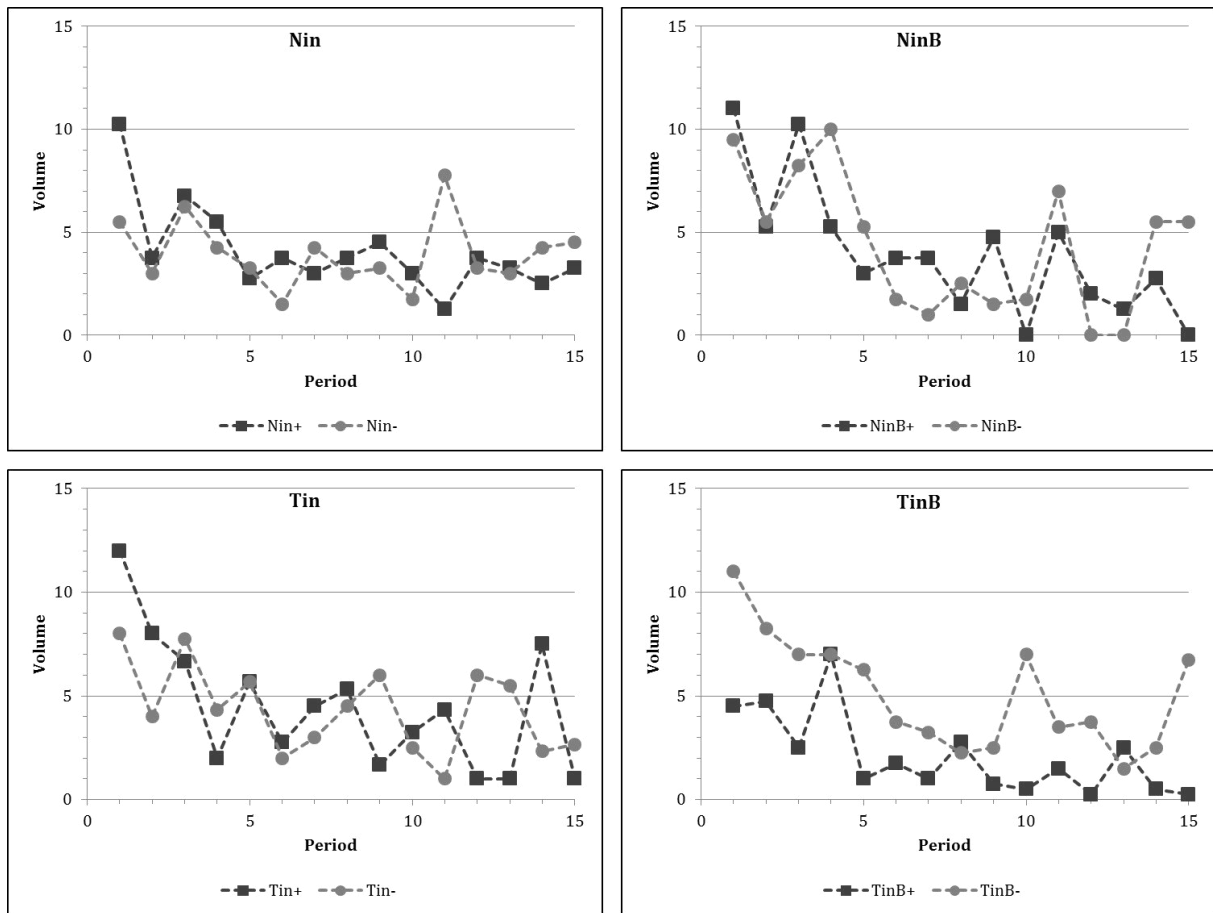 Nin
15
10
5
0
Volume
0 5 10 15
Period
Nin+ Nin-
NinB
15
10
5
0
Volume
0 5 10 15
Period
NinB+ NinB-
Tin
15
10
5
0
Volume
0 5 10 15
Period
Tin+ Tin-
TinB
15
10
5
0
Volume
0 5 10 15
Period
TinB+ TinB-